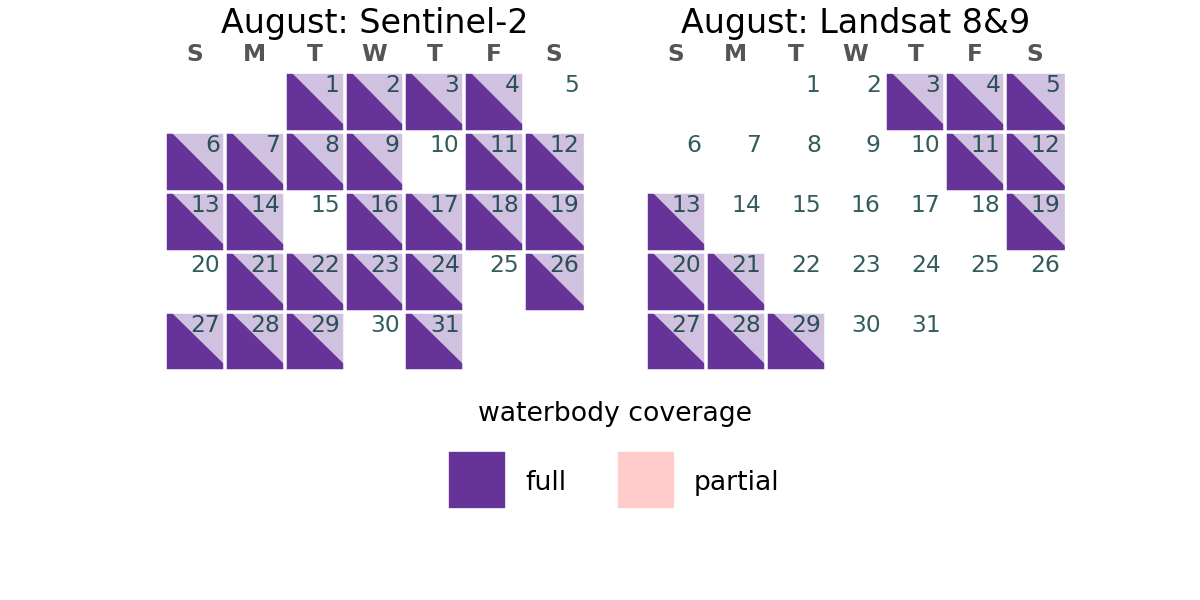 August: Sentinel-2
S M T W T F S
1 2 3 4 5
6 7 8 9 10 11 12
13 14 15 16 17 18 19
20 21 22 23 24 25 26
27 28 29 30 31
August: Landsat 8&9
S M T W T F S
1 2 3 4 5
6 7 8 9 10 11 12
13 14 15 16 17 18 19
20 21 22 23 24 25 26
27 28 29 30 31
waterbody coverage
full partial